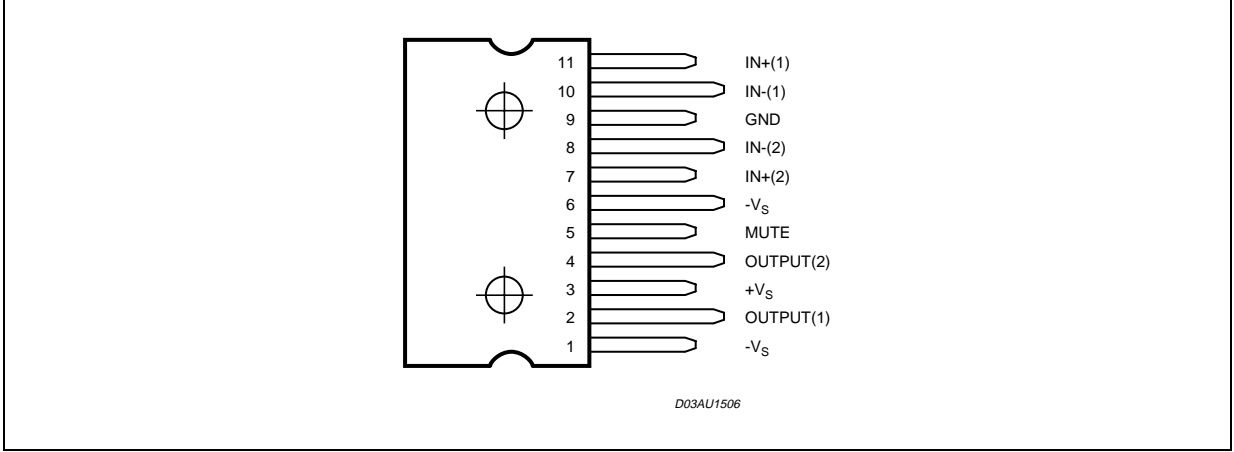 11 IN+(1)
10 IN-(1)
9 GND
8 IN-(2)
7 IN+(2)
6 -VS
5 MUTE
4 OUTPUT(2)
3 +VS
2 OUTPUT(1)
1 -VS
D03AU1506